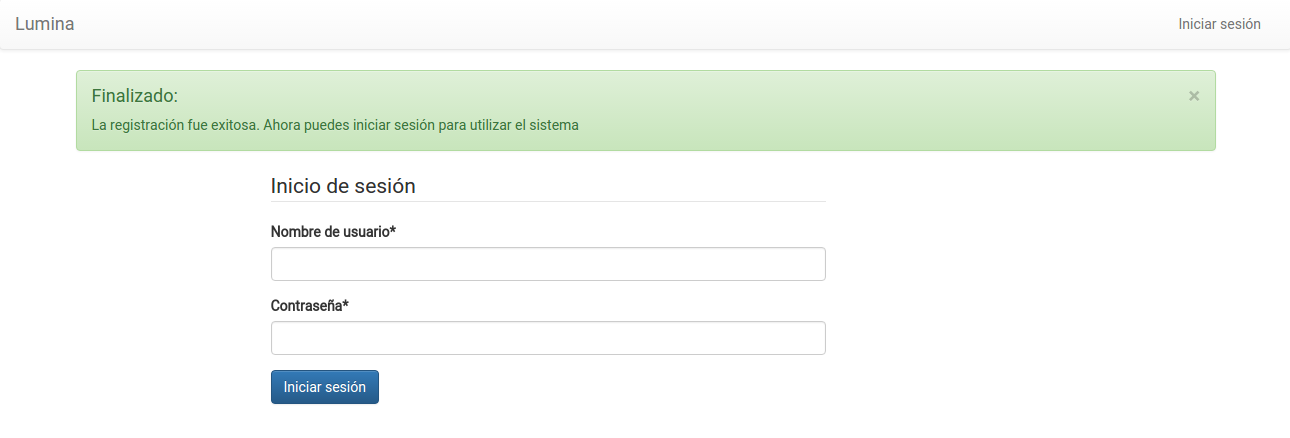 Lumina
Iniciar sesión
Finalizado:
×
La registración fue exitosa. Ahora puedes iniciar sesión para utilizar el sistema
Inicio de sesión
Nombre de usuario*
Contraseña*
Iniciar sesión